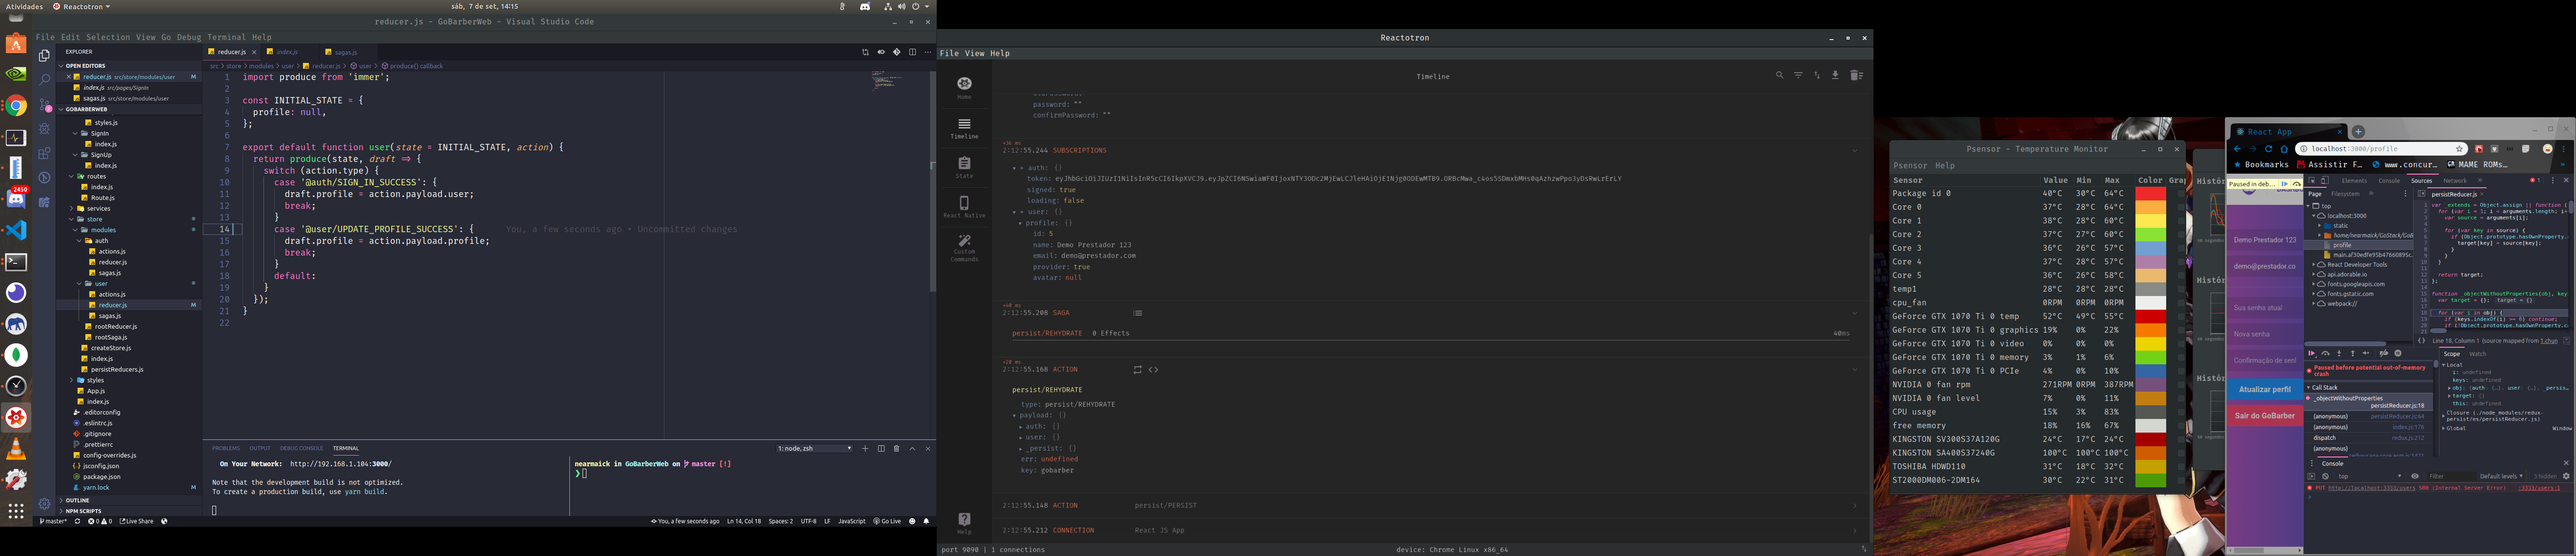 Atividades
Reactotron
sáb, 7 de set, 14:15
reducer.js - GoBarberWeb - Visual Studio Code
File Edit Selection View Go Debug Terminal Help
EXPLORER
OPEN EDITORS
reducer.js src/store/modules/user M
index.js src/pages/SignIn
sagas.js src/store/modules/user
GOBARBERWEB
styles.js
SignIn
index.js
SignUp
index.js
routes
index.js
Route.js
services
store
modules
auth
actions.js
reducer.js
sagas.js
user
actions.js
reducer.js M
sagas.js
rootReducer.js
rootSaga.js
createStore.js
index.js
persistReducers.js
styles
App.js
index.js
.editorconfig
.eslintrc.js
.gitignore
.prettierrc
config-overrides.js
jsconfig.json
package.json
yarn.lock M
OUTLINE
NPM SCRIPTS
2450
reducer.js
index.js
sagas.js
src > store > modules > user > reducer.js > user > produce() callback
1 import produce from 'immer';
2
3 const INITIAL_STATE = {
4 profile: null,
5 };
6
7 export default function user(state = INITIAL_STATE, action) {
8 return produce(state, draft => {
9 switch (action.type) {
10 case '@auth/SIGN_IN_SUCCESS': {
11 draft.profile = action.payload.user;
12 break;
13 }
14 case '@user/UPDATE_PROFILE_SUCCESS': { You, a few seconds ago • Uncommitted changes
15 draft.profile = action.payload.profile;
16 break;
17 }
18 default:
19 }
20 });
21 }
22
PROBLEMS OUTPUT DEBUG CONSOLE TERMINAL
1: node, zsh
On Your Network: http://192.168.1.104:3000/
Note that the development build is not optimized.
To create a production build, use yarn build.
nearmaick in GoBarberWeb on master [!]
master* 0 0 Live Share
You, a few seconds ago Ln 14, Col 18 Spaces: 2 UTF-8 LF JavaScript Go Live
Reactotron
File View Help
Home
Timeline
State
React Native
Custom Commands
Help
Timeline
password: ""
confirmPassword: ""
2:12:55.244 SUBSCRIPTIONS
auth: {}
signed: true
loading: false
user: {}
profile: {}
id: 5
name: Demo Prestador 123
email: demo@prestador.com
provider: true
avatar: null
2:12:55.208 SAGA
persist/REHYDRATE 0 Effects 40ms
2:12:55.168 ACTION
persist/REHYDRATE
type: persist/REHYDRATE
payload: {}
auth: {}
user: {}
_persist: {}
err: undefined
key: gobarber
2:12:55.148 ACTION persist/PERSIST
2:12:55.212 CONNECTION React JS App
port 9090 | 1 connections
device: Chrome Linux x86_64
Psensor - Temperature Monitor
Psensor Help
Sensor Value Min Max Color Grap
Package id 0 40°C 30°C 64°C
Core 0 37°C 28°C 64°C
Core 1 38°C 28°C 60°C
Core 2 37°C 27°C 60°C
Core 3 36°C 26°C 57°C
Core 4 37°C 28°C 57°C
Core 5 36°C 26°C 58°C
temp1 28°C 28°C 28°C
cpu_fan 0RPM 0RPM 0RPM
GeForce GTX 1070 Ti 0 temp 52°C 49°C 55°C
GeForce GTX 1070 Ti 0 graphics 19% 0% 22%
GeForce GTX 1070 Ti 0 video 0% 0% 0%
GeForce GTX 1070 Ti 0 memory 3% 1% 6%
GeForce GTX 1070 Ti 0 PCIe 4% 0% 10%
NVIDIA 0 fan rpm 271RPM 0RPM 387RPM
NVIDIA 0 fan level 7% 0% 11%
CPU usage 15% 3% 83%
free memory 18% 16% 67%
KINGSTON SV300S37A120G 24°C 17°C 24°C
KINGSTON SA400S37240G 100°C 100°C 100°C
TOSHIBA HDWD110 31°C 18°C 32°C
ST2000DM006-2DM164 30°C 22°C 31°C
Histór
Histór
Histór
React App
localhost:3000/profile
Bookmarks Assistir F... www.concur... MAME ROMs...
Paused in deb...
Demo Prestador 123
demo@prestador.co
Sua senha atual
Nova senha
Confirmação de senl
Atualizar perfil
Sair do GoBarber
Elements Console Sources Network
Page Filesystem
top
localhost:3000
static
profile
React Developer Tools
api.adorable.io
fonts.googleapis.com
fonts.gstatic.com
webpack://
persistReducer.js
return target;
Line 18, Column 1
Scope Watch
Paused before potential out-of-memory crash
Call Stack
_objectWithoutProperties
persistReducer.js:18
(anonymous)
(anonymous) index.js:176
dispatch redux.js:212
(anonymous)
Local
i: undefined
keys: undefined
target: {}
this: undefined
Global Window
Console
top Filter Default levels
PUT http://localhost:3333/users 500 (Internal Server Error)